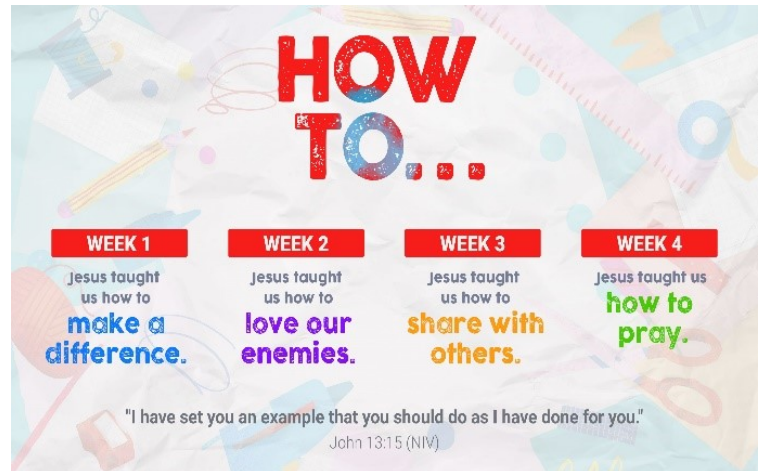 HOW
TO...
WEEK 1
Jesus taught
us how to
make a
difference.
WEEK 2
Jesus taught
us how to
love our
enemies.
WEEK 3
Jesus taught
us how to
share with
others.
WEEK 4
Jesus taught us
how to
pray.
"I have set you an example that you should do as I have done for you."
John 13:15 (NIV)